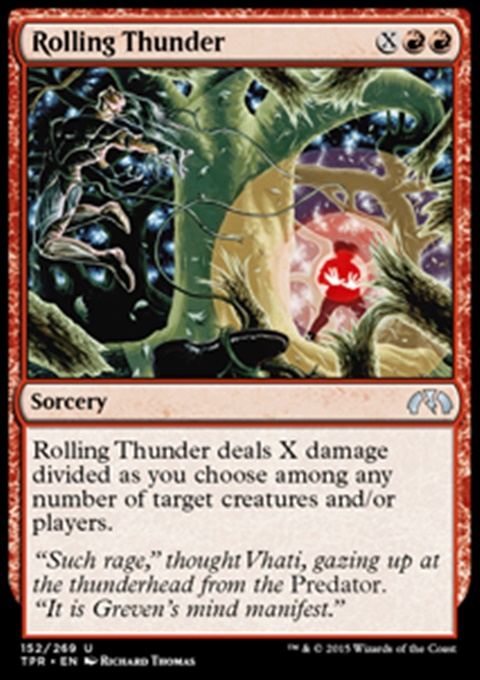 Rolling Thunder X
Sorcery
Rolling Thunder deals X damage
divided as you choose among any
number of target creatures and/or
players.
“Such rage,” thought Vhati, gazing up at
the thunderhead from the Predator.
“It is Greven’s mind manifest.”
152/269 U
TPR • EN Richard Thomas
™ & © 2015 Wizards of the Coast